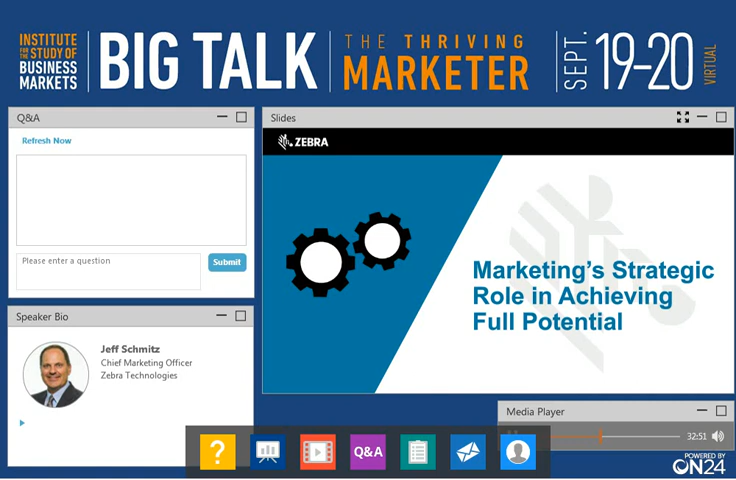 INSTITUTE
FOR THE STUDY OF
BUSINESS
MARKETS
BIG TALK
THE THRIVING
MARKETER
SEPT.
19–20
VIRTUAL
Q&A
Refresh Now
Please enter a question
Submit
Speaker Bio
Jeff Schmitz
Chief Marketing Officer
Zebra Technologies
Slides
ZEBRA
Marketing's Strategic
Role in Achieving
Full Potential
Media Player
32:51
?
Q&A
POWERED BY
ON24